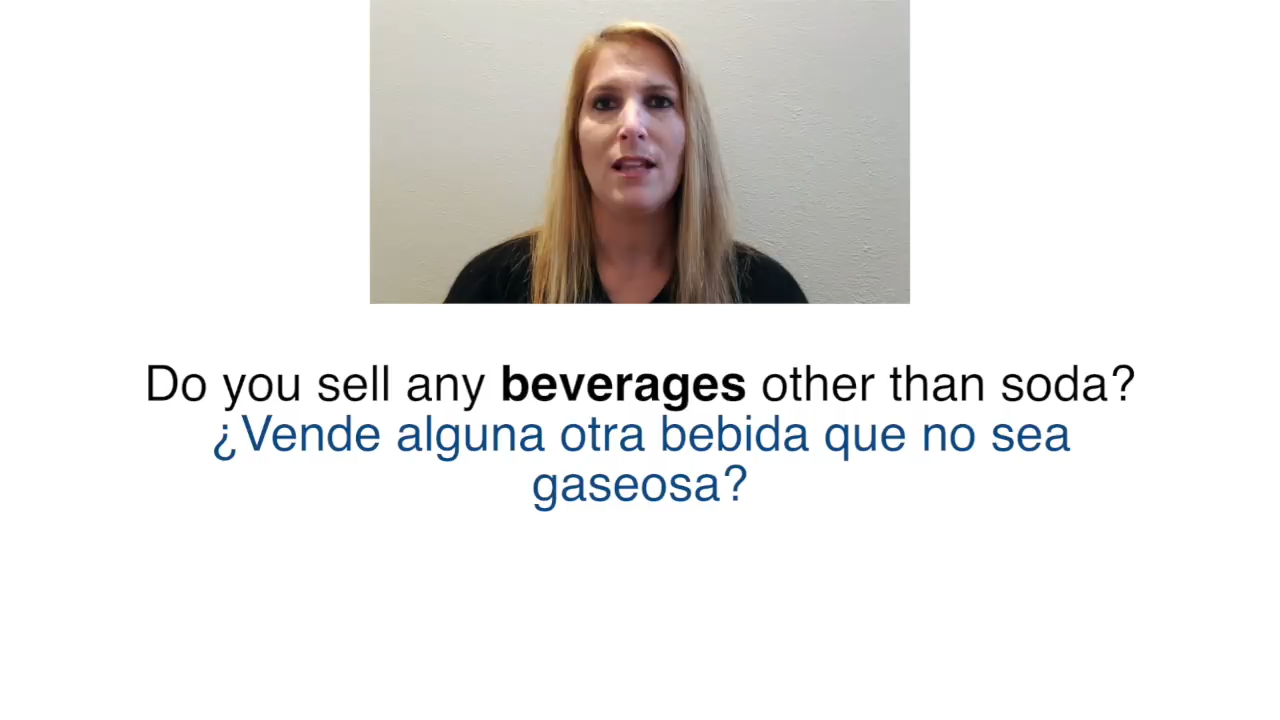 Do you sell any beverages other than soda?
¿Vende alguna otra bebida que no sea
gaseosa?